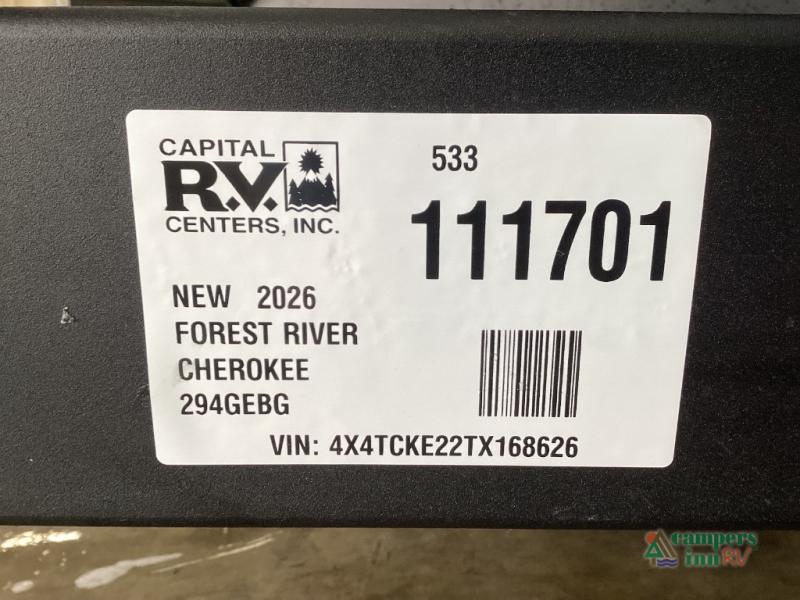 CAPITAL
R.V.
CENTERS, INC.
533
111701
NEW 2026
FOREST RIVER
CHEROKEE
294GEBG
VIN: 4X4TCKE22TX168626
campers
inn RV